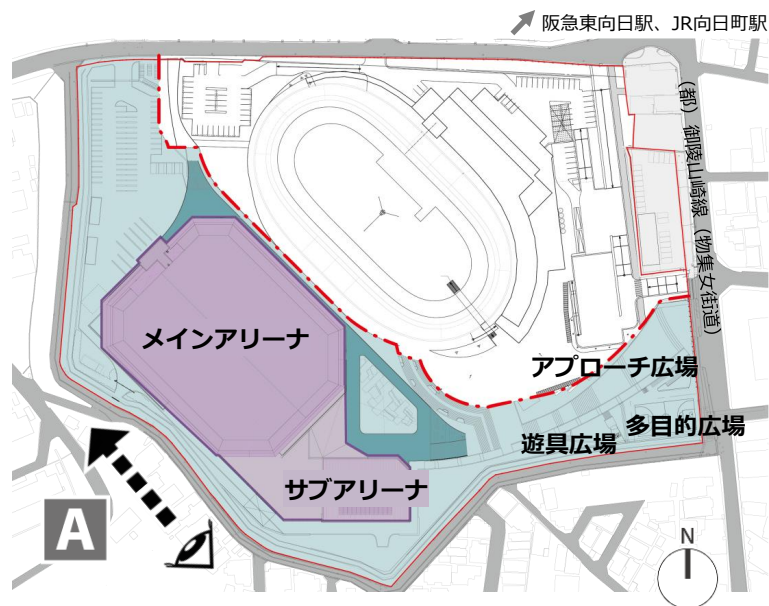 阪急東向日駅、JR向日町駅
(都) 御陵山崎線 (物集女街道)
メインアリーナ
アプローチ広場
多目的広場
遊具広場
サブアリーナ
A
N